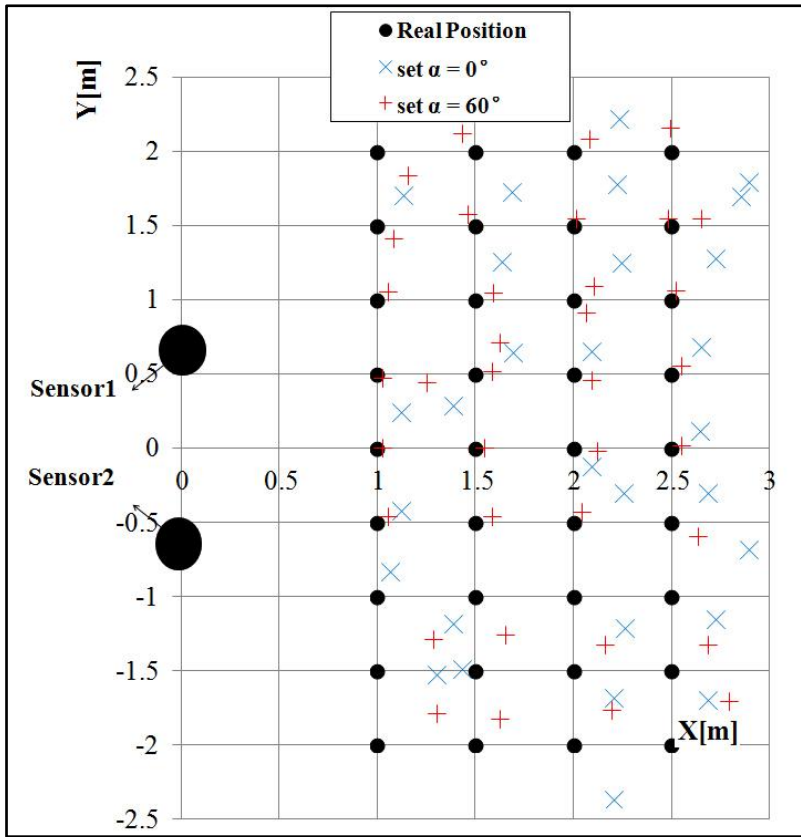 Real Position
set α = 0°
set α = 60°
Y[m]
2.5
2
1.5
1
0.5
Sensor1
0
Sensor2
0 0.5 1 1.5 2 2.5 3
-0.5
-1
-1.5
X[m]
-2
-2.5